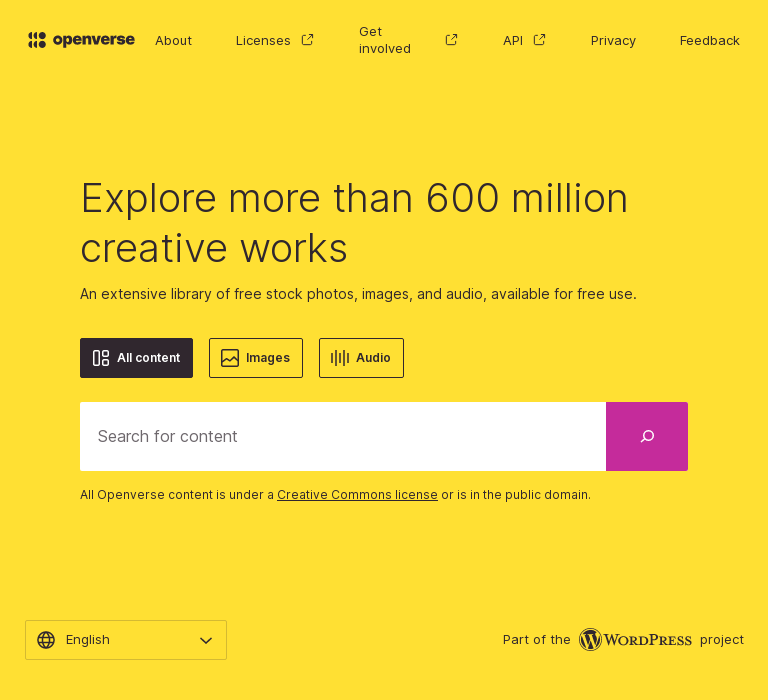 openverse
About
Licenses
Get
involved
API
Privacy
Feedback
Explore more than 600 million
creative works
An extensive library of free stock photos, images, and audio, available for free use.
All content
Images
Audio
Search for content
All Openverse content is under a Creative Commons license or is in the public domain.
English
Part of the WORDPRESS project